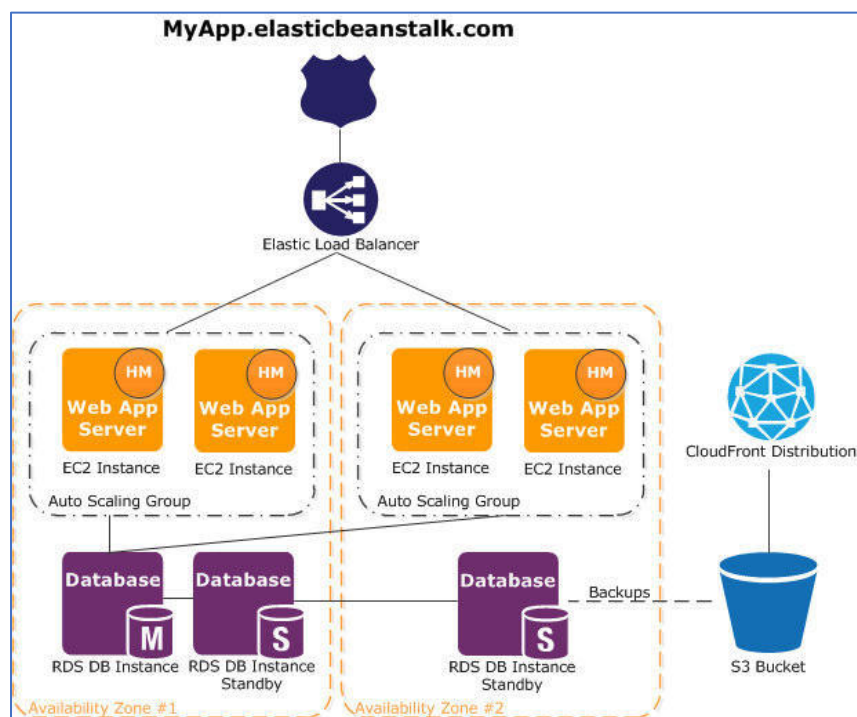 MyApp.elasticbeanstalk.com
Elastic Load Balancer
HM
HM
HM
HM
Web App
Server
Web App
Server
Web App
Server
Web App
Server
EC2 Instance
EC2 Instance
EC2 Instance
EC2 Instance
CloudFront Distribution
Auto Scaling Group
Auto Scaling Group
Database
Database
Database
M
S
S
Backups
RDS DB Instance
RDS DB Instance
Standby
RDS DB Instance
Standby
S3 Bucket
Availability Zone #1
Availability Zone #2